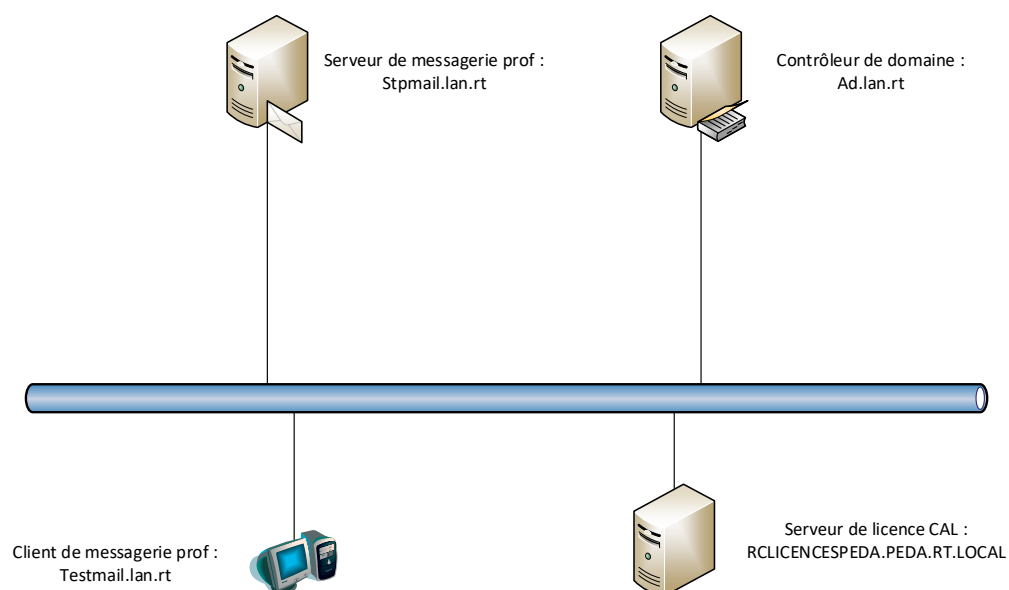 Serveur de messagerie prof :
Stpmail.lan.rt
Contrôleur de domaine :
Ad.lan.rt
Client de messagerie prof :
Testmail.lan.rt
Serveur de licence CAL :
RCLICENCESPEDA.PEDA.RT.LOCAL